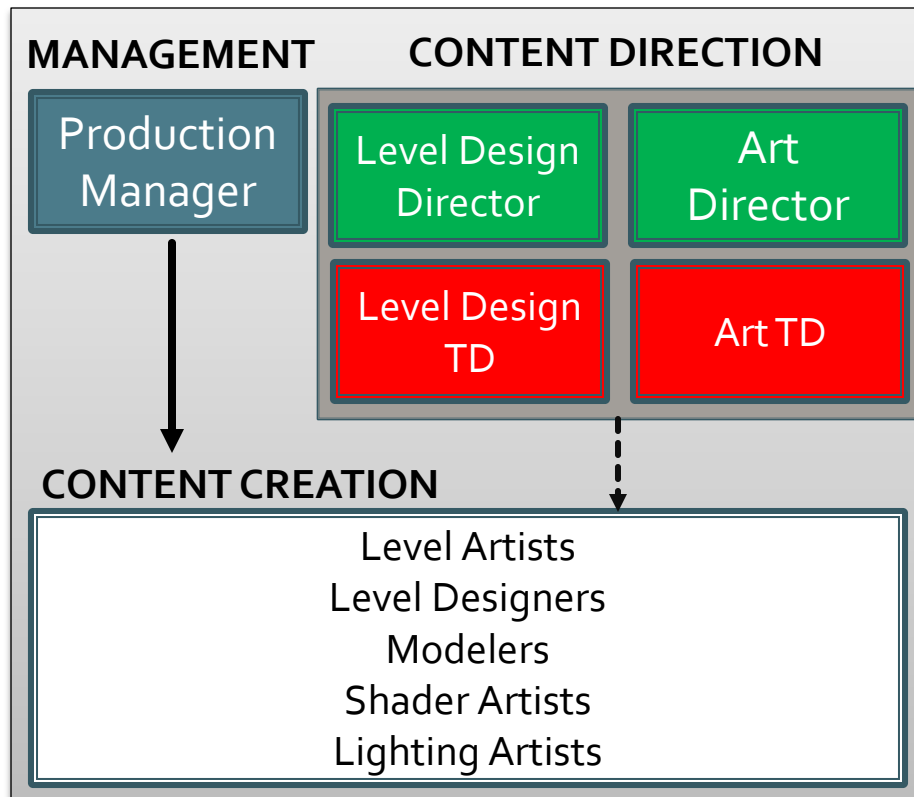 MANAGEMENT
Production
Manager
CONTENT DIRECTION
Level Design
Director
Art
Director
Level Design
TD
Art TD
CONTENT CREATION
Level Artists
Level Designers
Modelers
Shader Artists
Lighting Artists